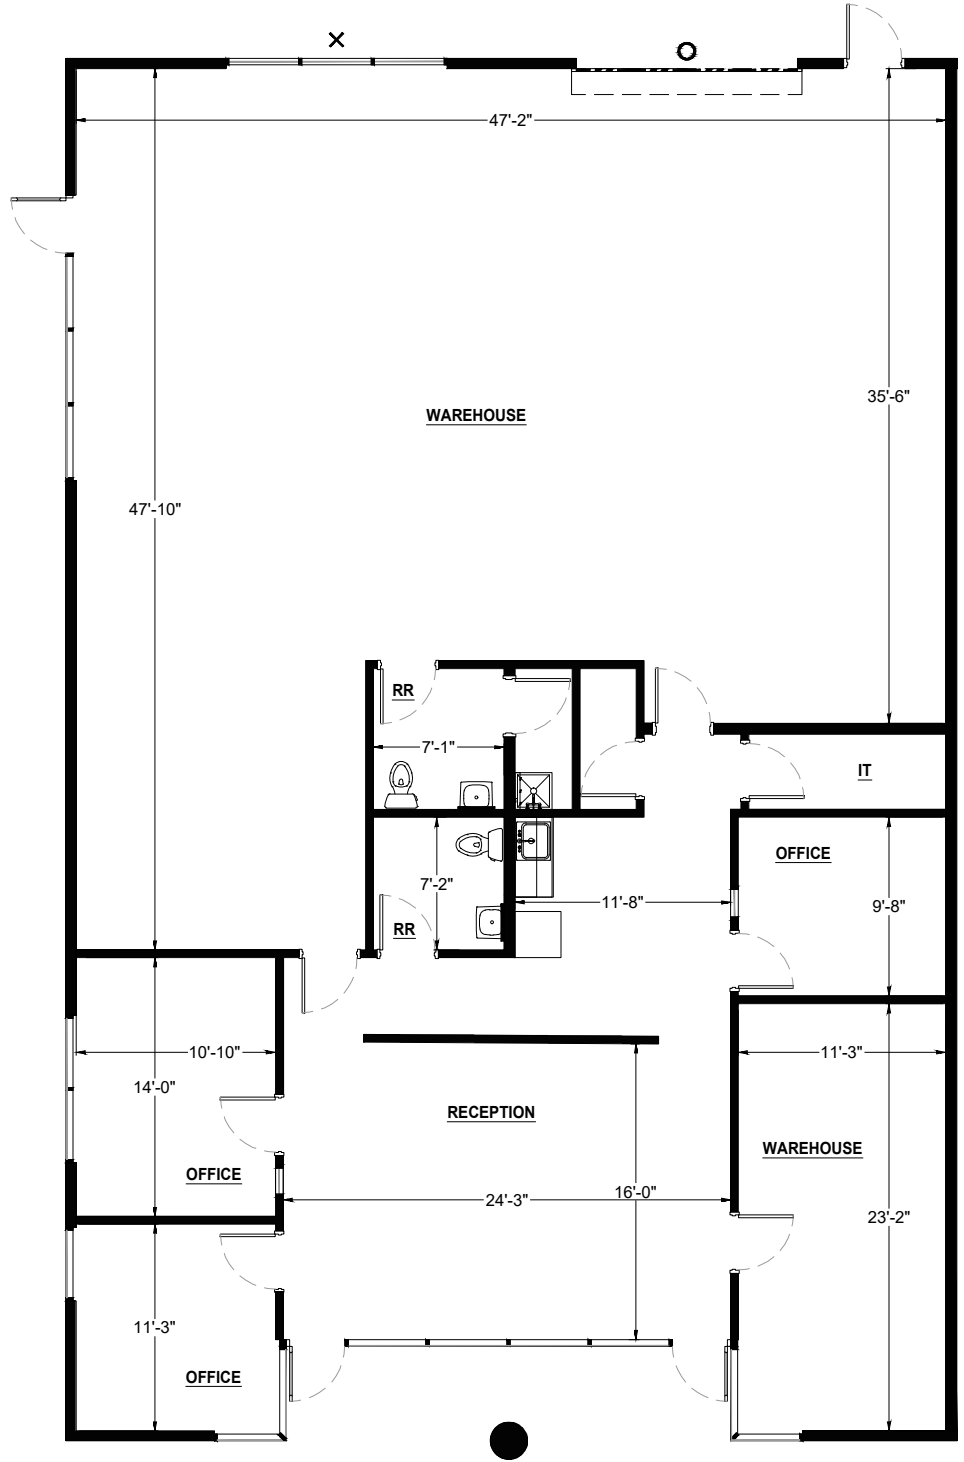 47'-2"
35'-6"
WAREHOUSE
47'-10"
RR
7'-1"
IT
OFFICE
7'-2"
11'-8"
9'-8"
RR
10'-10"
11'-3"
14'-0"
RECEPTION
WAREHOUSE
OFFICE
16'-0"
24'-3"
23'-2"
11'-3"
OFFICE